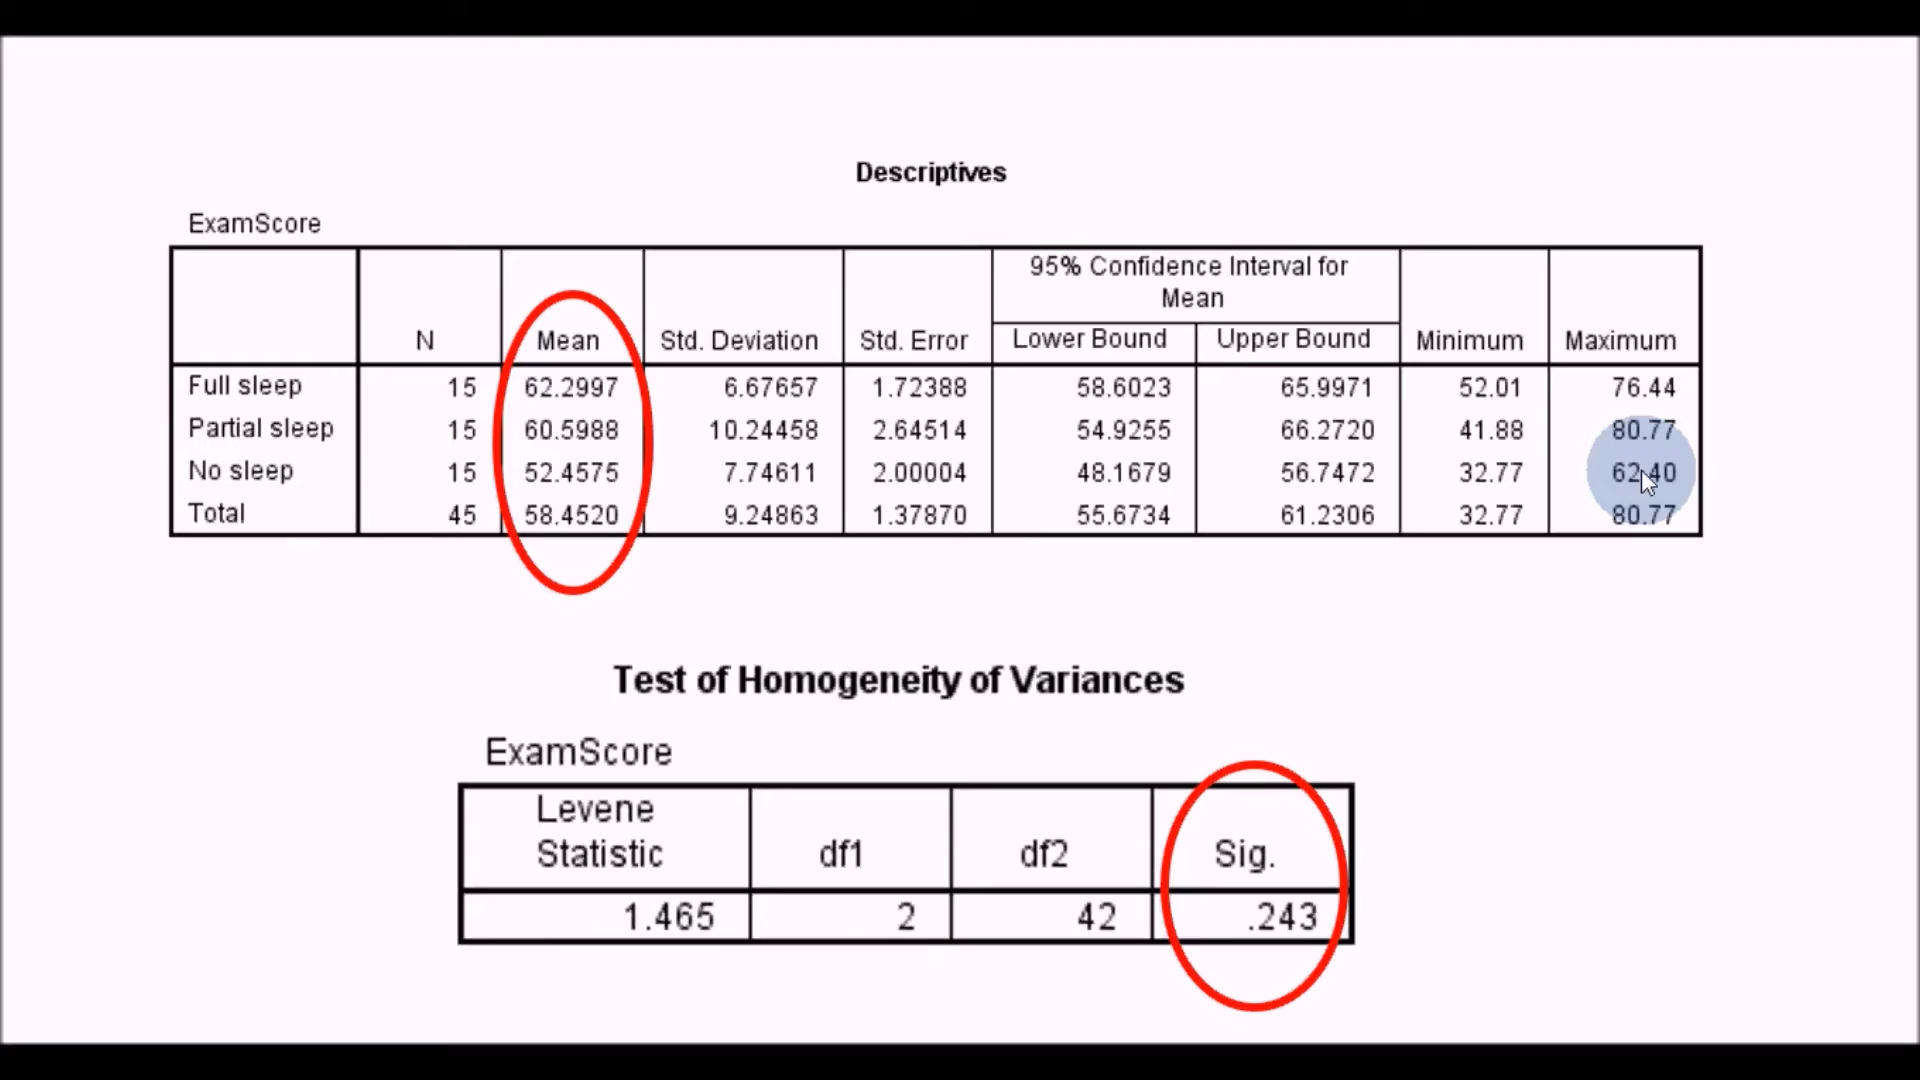 Descriptives
ExamScore
95% Confidence Interval for
Mean
N Mean Std. Deviation Std. Error Lower Bound Upper Bound Minimum Maximum
Full sleep 15 62.2997 6.67657 1.72388 58.6023 65.9971 52.01 76.44
Partial sleep 15 60.5988 10.24458 2.64514 54.9255 66.2720 41.88 80.77
No sleep 15 52.4575 7.74611 2.00004 48.1679 56.7472 32.77 62.40
Total 45 58.4520 9.24863 1.37870 55.6734 61.2306 32.77 80.77
Test of Homogeneity of Variances
ExamScore
Levene
Statistic df1 df2 Sig.
1.465 2 42 .243